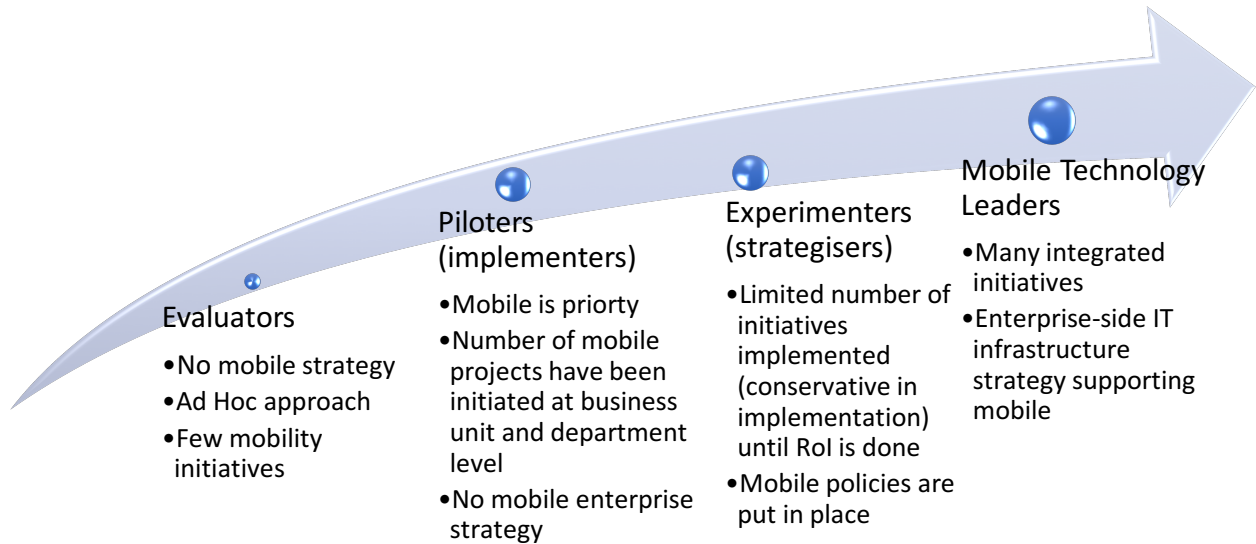 Evaluators
•No mobile strategy
•Ad Hoc approach
•Few mobility
initiatives
Piloters
(implementers)
•Mobile is priorty
•Number of mobile
projects have been
initiated at business
unit and department
level
•No mobile enterprise
strategy
Experimenters
(strategisers)
•Limited number of
initiatives
implemented
(conservative in
implementation)
until RoI is done
•Mobile policies are
put in place
Mobile Technology
Leaders
•Many integrated
initiatives
•Enterprise-side IT
infrastructure
strategy supporting
mobile